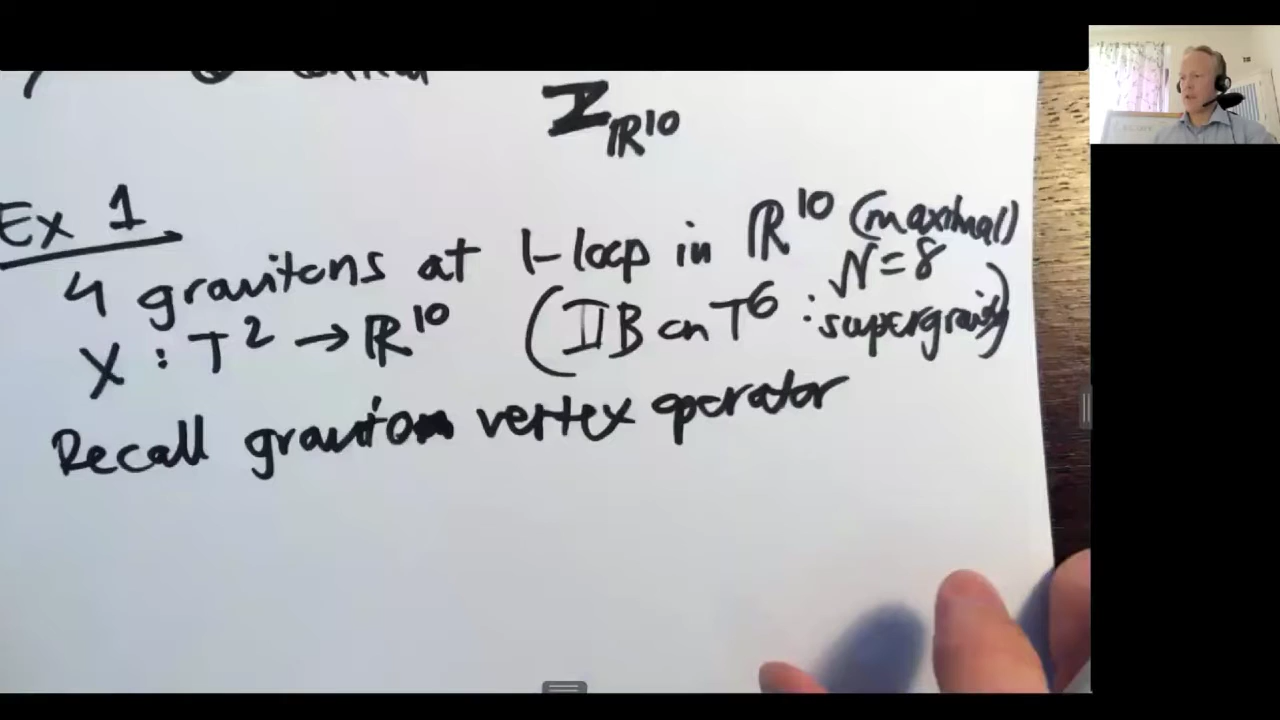 Z_{\mathbb{R}^{10}}
Ex 1
4 gravitons at 1-loop in ℝ^{10} (maximal)
X : T^2 → ℝ^{10} (IIB on T^6 : N=8 supergravity)
Recall graviton vertex operator